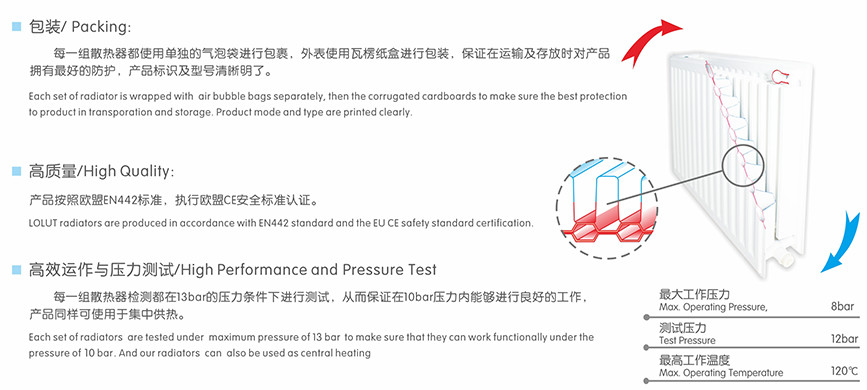 包装/ Packing:
每一组散热器都使用单独的气泡袋进行包裹，外表使用瓦楞纸盒进行包装，保证在运输及存放时对产品
拥有最好的防护，产品标识及型号清晰明了。
Each set of radiator is wrapped with air bubble bags separately, then the corrugated cardboards to make sure the best protection
to product in transporation and storage. Product mode and type are printed clearly.
高质量/High Quality:
产品按照欧盟EN442标准，执行欧盟CE安全标准认证。
LOLUT radiators are produced in accordance with EN442 standard and the EU CE safety standard certification.
高效运作与压力测试/High Performance and Pressure Test
每一组散热器检测都在13bar的压力条件下进行测试，从而保证在10bar压力内能够进行良好的工作，
产品同样可使用于集中供热。
Each set of radiators are tested under maximum pressure of 13 bar to make sure that they can work functionally under the
pressure of 10 bar. And our radiators can also be used as central heating
最大工作压力
Max. Operating Pressure, 8bar
测试压力
Test Pressure 12bar
最高工作温度
Max. Operating Temperature 120℃